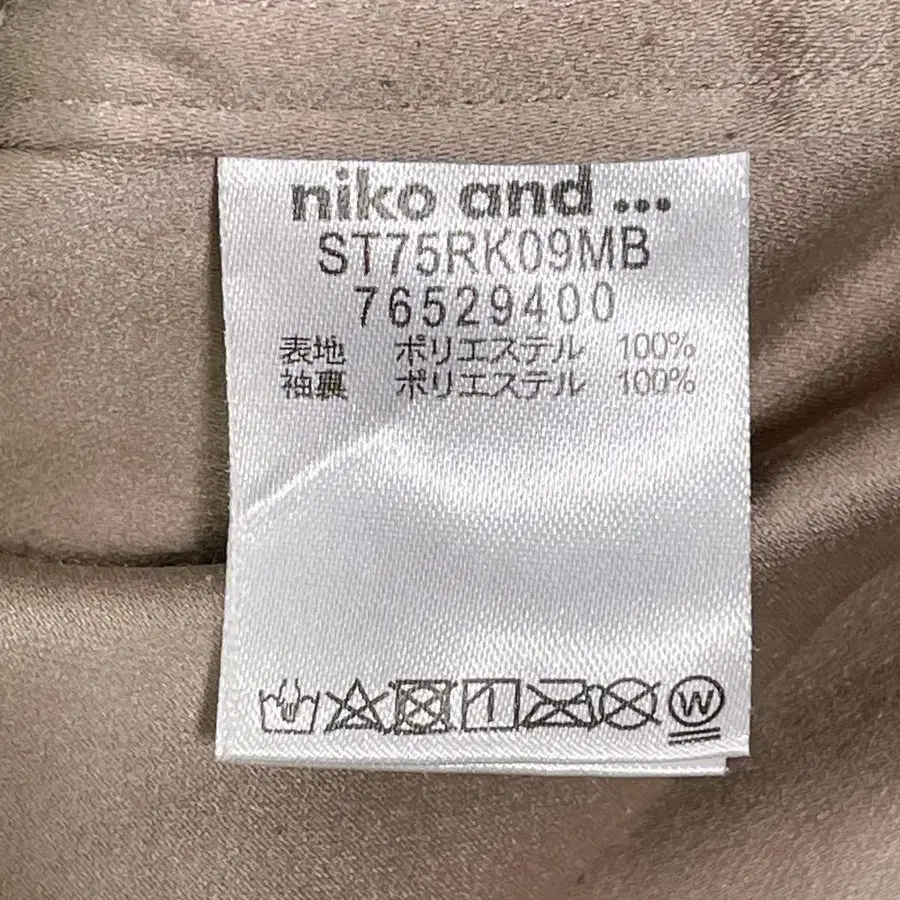 niko and ...
ST75RK09MB
76529400
表地 ポリエステル 100%
袖裏 ポリエステル 100%
W